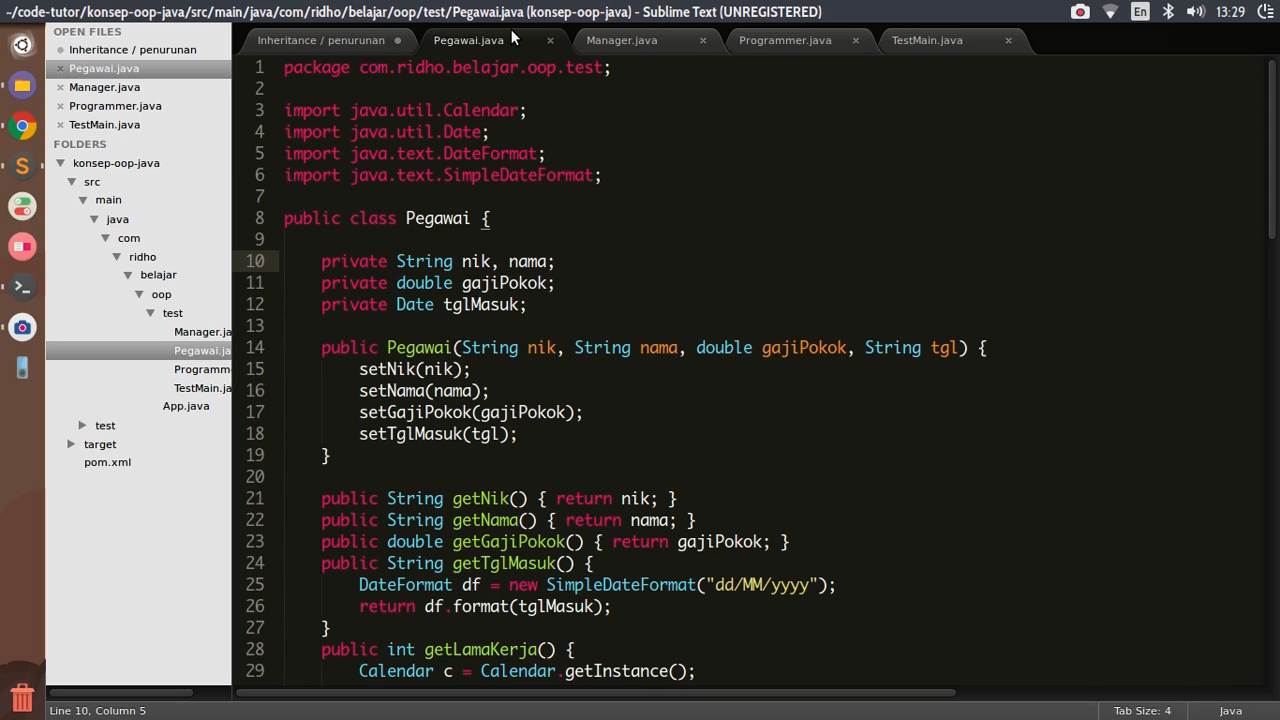 ~/code-tutor/konsep-oop-java/src/main/java/com/ridho/belajar/oop/test/Pegawai.java (konsep-oop-java) - Sublime Text (UNREGISTERED)
En
13:29
OPEN FILES
Inheritance / penurunan
Pegawai.java
Manager.java
Programmer.java
TestMain.java
FOLDERS
konsep-oop-java
src
main
java
com
ridho
belajar
oop
test
Manager.ja
Pegawai.ja
Programm
TestMain.ja
App.java
test
target
pom.xml
Inheritance / penurunan
Pegawai.java
Manager.java
Programmer.java
TestMain.java
1 package com.ridho.belajar.oop.test;
2
3 import java.util.Calendar;
4 import java.util.Date;
5 import java.text.DateFormat;
6 import java.text.SimpleDateFormat;
7
8 public class Pegawai {
9
10 private String nik, nama;
11 private double gajiPokok;
12 private Date tglMasuk;
13
14 public Pegawai(String nik, String nama, double gajiPokok, String tgl) {
15 setNik(nik);
16 setNama(nama);
17 setGajiPokok(gajiPokok);
18 setTglMasuk(tgl);
19 }
20
21 public String getNik() { return nik; }
22 public String getNama() { return nama; }
23 public double getGajiPokok() { return gajiPokok; }
24 public String getTglMasuk() {
25 DateFormat df = new SimpleDateFormat("dd/MM/yyyy");
26 return df.format(tglMasuk);
27 }
28 public int getLamaKerja() {
29 Calendar c = Calendar.getInstance();
Line 10, Column 5
Tab Size: 4
Java